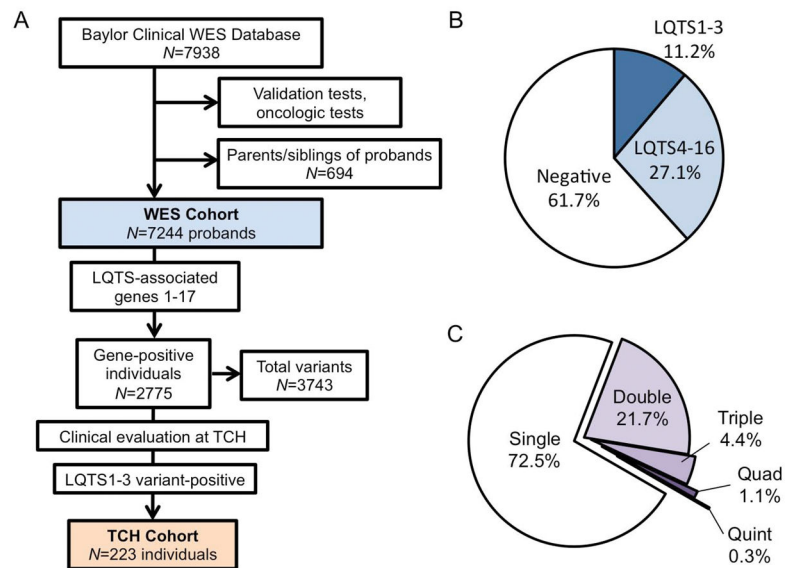 A
Baylor Clinical WES Database
N=7938
Validation tests,
oncologic tests
Parents/siblings of probands
N=694
WES Cohort
N=7244 probands
LQTS-associated
genes 1-17
Gene-positive
individuals
N=2775
Total variants
N=3743
Clinical evaluation at TCH
LQTS1-3 variant-positive
TCH Cohort
N=223 individuals
B
LQTS1-3
11.2%
LQTS4-16
27.1%
Negative
61.7%
C
Double
21.7%
Triple
4.4%
Single
72.5%
Quad
1.1%
Quint
0.3%